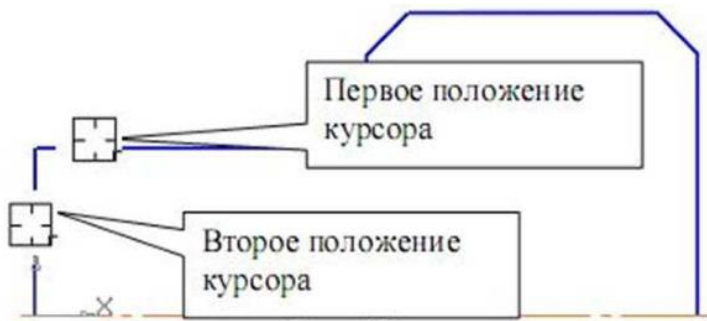 Первое положение
курсора
Второе положение
курсора
X